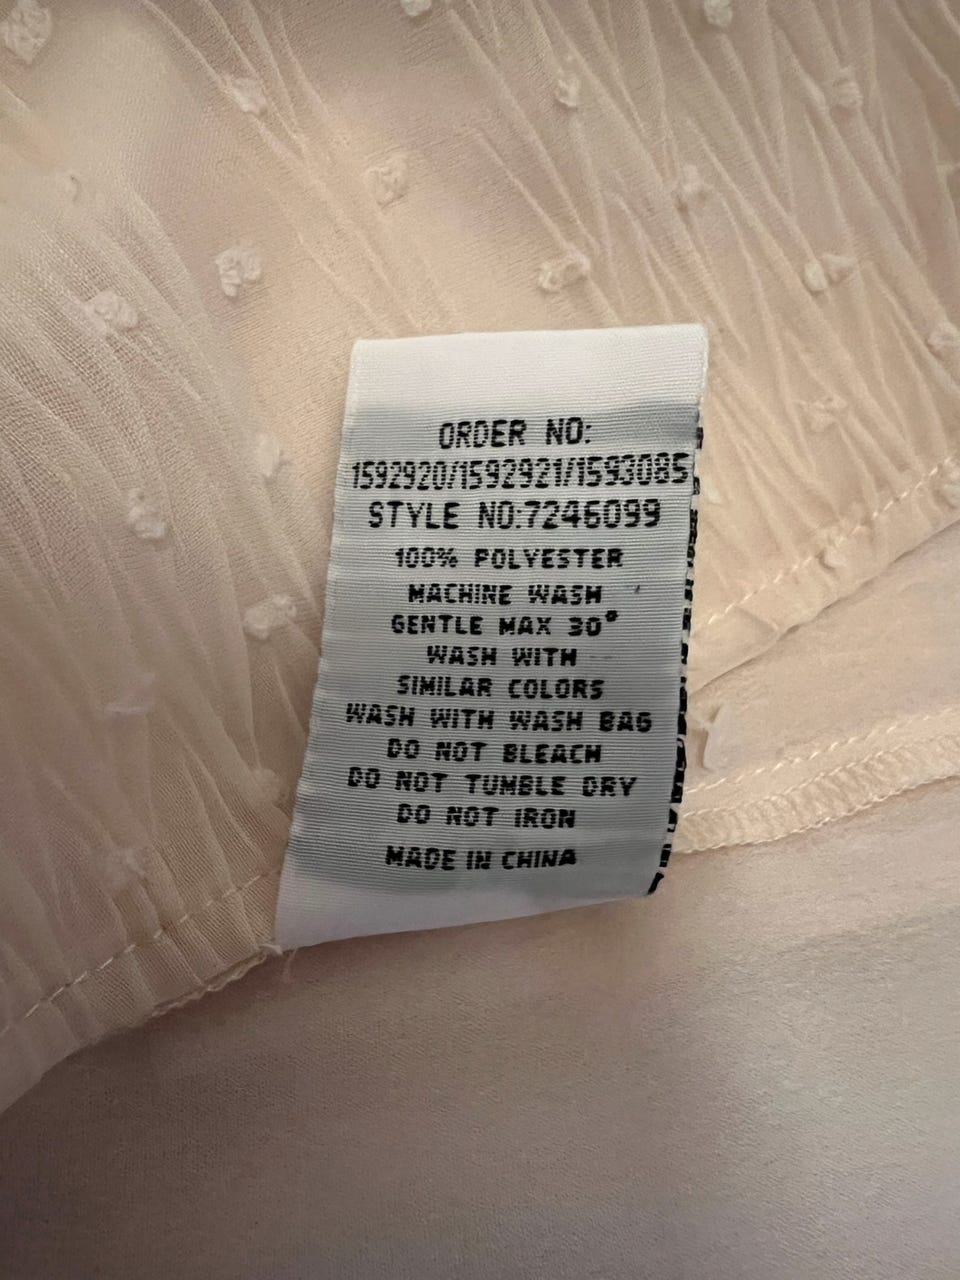 ORDER NO:
1592920/1592921/1593085
STYLE NO:7246099
100% POLYESTER
MACHINE WASH
GENTLE MAX 30°
WASH WITH
SIMILAR COLORS
WASH WITH WASH BAG
DO NOT BLEACH
DO NOT TUMBLE DRY
DO NOT IRON
MADE IN CHINA